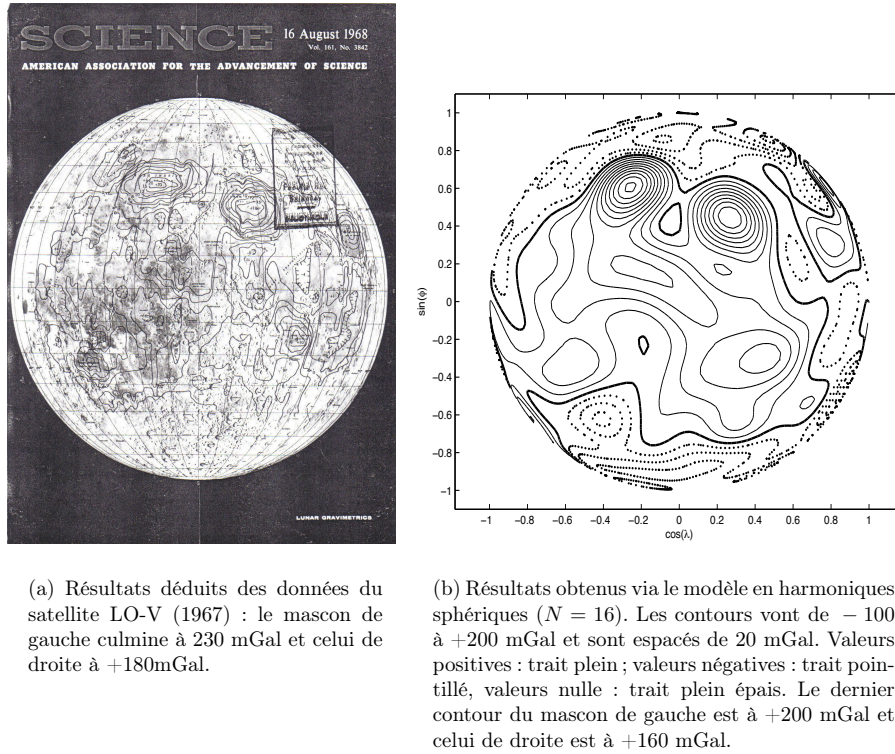 SCIENCE
16 August 1968
Vol. 161, No. 3842
AMERICAN ASSOCIATION FOR THE ADVANCEMENT OF SCIENCE
LUNAR GRAVIMETRICS
1
0.8
0.6
0.4
0.2
0
−0.2
−0.4
−0.6
−0.8
−1
sin(ϕ)
−1 −0.8 −0.6 −0.4 −0.2 0 0.2 0.4 0.6 0.8 1
cos(λ)
(a) Résultats déduits des données du
satellite LO-V (1967) : le mascon de
gauche culmine à 230 mGal et celui de
droite à +180mGal.
(b) Résultats obtenus via le modèle en harmoniques
sphériques (N = 16). Les contours vont de − 100
à +200 mGal et sont espacés de 20 mGal. Valeurs
positives : trait plein ; valeurs négatives : trait poin-
tillé, valeurs nulle : trait plein épais. Le dernier
contour du mascon de gauche est à +200 mGal et
celui de droite est à +160 mGal.